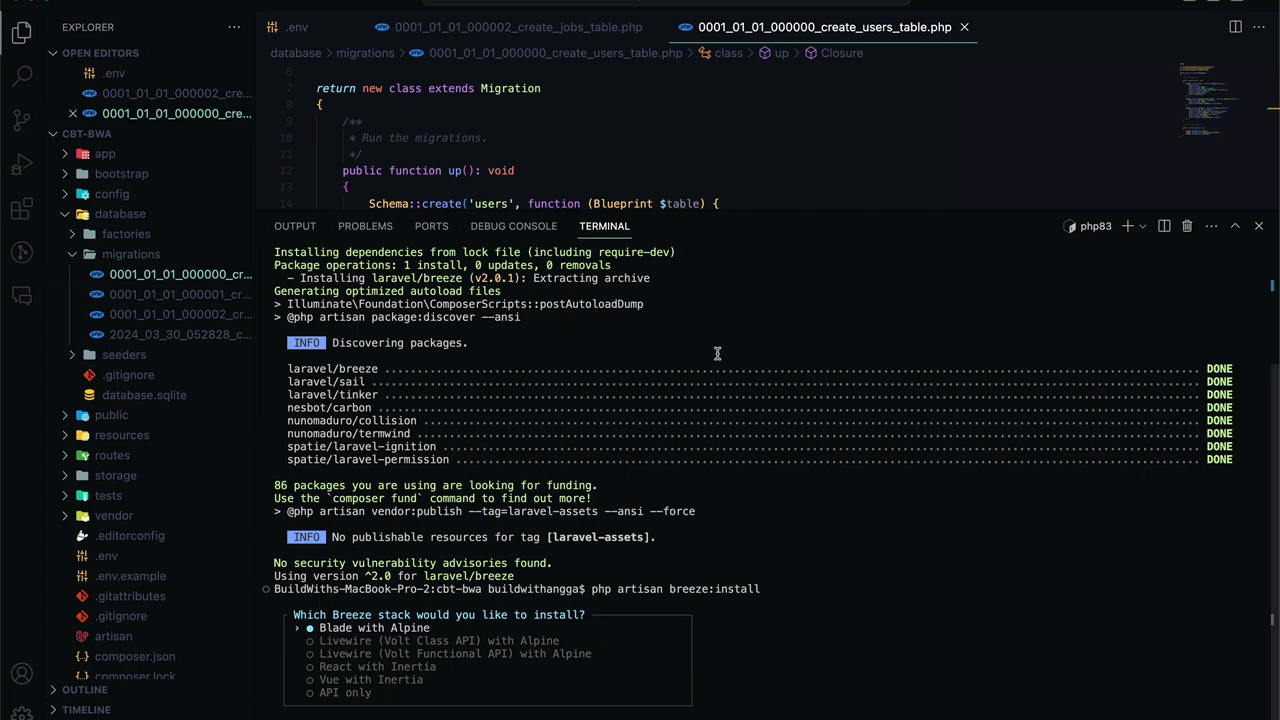 EXPLORER
OPEN EDITORS
.env
0001_01_01_000002_cre...
0001_01_01_000000_cre...
CBT-BWA
app
bootstrap
config
database
factories
migrations
0001_01_01_000000_cr...
0001_01_01_000001_cr...
0001_01_01_000002_cr...
2024_03_30_052828_c...
seeders
.gitignore
database.sqlite
public
resources
routes
storage
tests
vendor
.editorconfig
.env
.env.example
.gitattributes
.gitignore
artisan
composer.json
composer.lock
OUTLINE
TIMELINE
.env
0001_01_01_000002_create_jobs_table.php
0001_01_01_000000_create_users_table.php
database > migrations > 0001_01_01_000000_create_users_table.php > class > up > Closure
6
7 return new class extends Migration
8 {
9 /**
10 * Run the migrations.
11 */
12 public function up(): void
13 {
14 Schema::create('users', function (Blueprint $table) {
OUTPUT PROBLEMS PORTS DEBUG CONSOLE TERMINAL
php83
Installing dependencies from lock file (including require-dev)
Package operations: 1 install, 0 updates, 0 removals
- Installing laravel/breeze (v2.0.1): Extracting archive
Generating optimized autoload files
> Illuminate\Foundation\ComposerScripts::postAutoloadDump
> @php artisan package:discover --ansi
INFO Discovering packages.
laravel/breeze ........ DONE
laravel/sail ........ DONE
laravel/tinker ........ DONE
nesbot/carbon ........ DONE
nunomaduro/collision ........ DONE
nunomaduro/termwind ........ DONE
spatie/laravel-ignition ........ DONE
spatie/laravel-permission ........ DONE
86 packages you are using are looking for funding.
Use the `composer fund` command to find out more!
> @php artisan vendor:publish --tag=laravel-assets --ansi --force
INFO No publishable resources for tag [laravel-assets].
No security vulnerability advisories found.
Using version ^2.0 for laravel/breeze
BuildWiths-MacBook-Pro-2:cbt-bwa buildwithangga$ php artisan breeze:install
Which Breeze stack would you like to install?
› ● Blade with Alpine
○ Livewire (Volt Class API) with Alpine
○ Livewire (Volt Functional API) with Alpine
○ React with Inertia
○ Vue with Inertia
○ API only